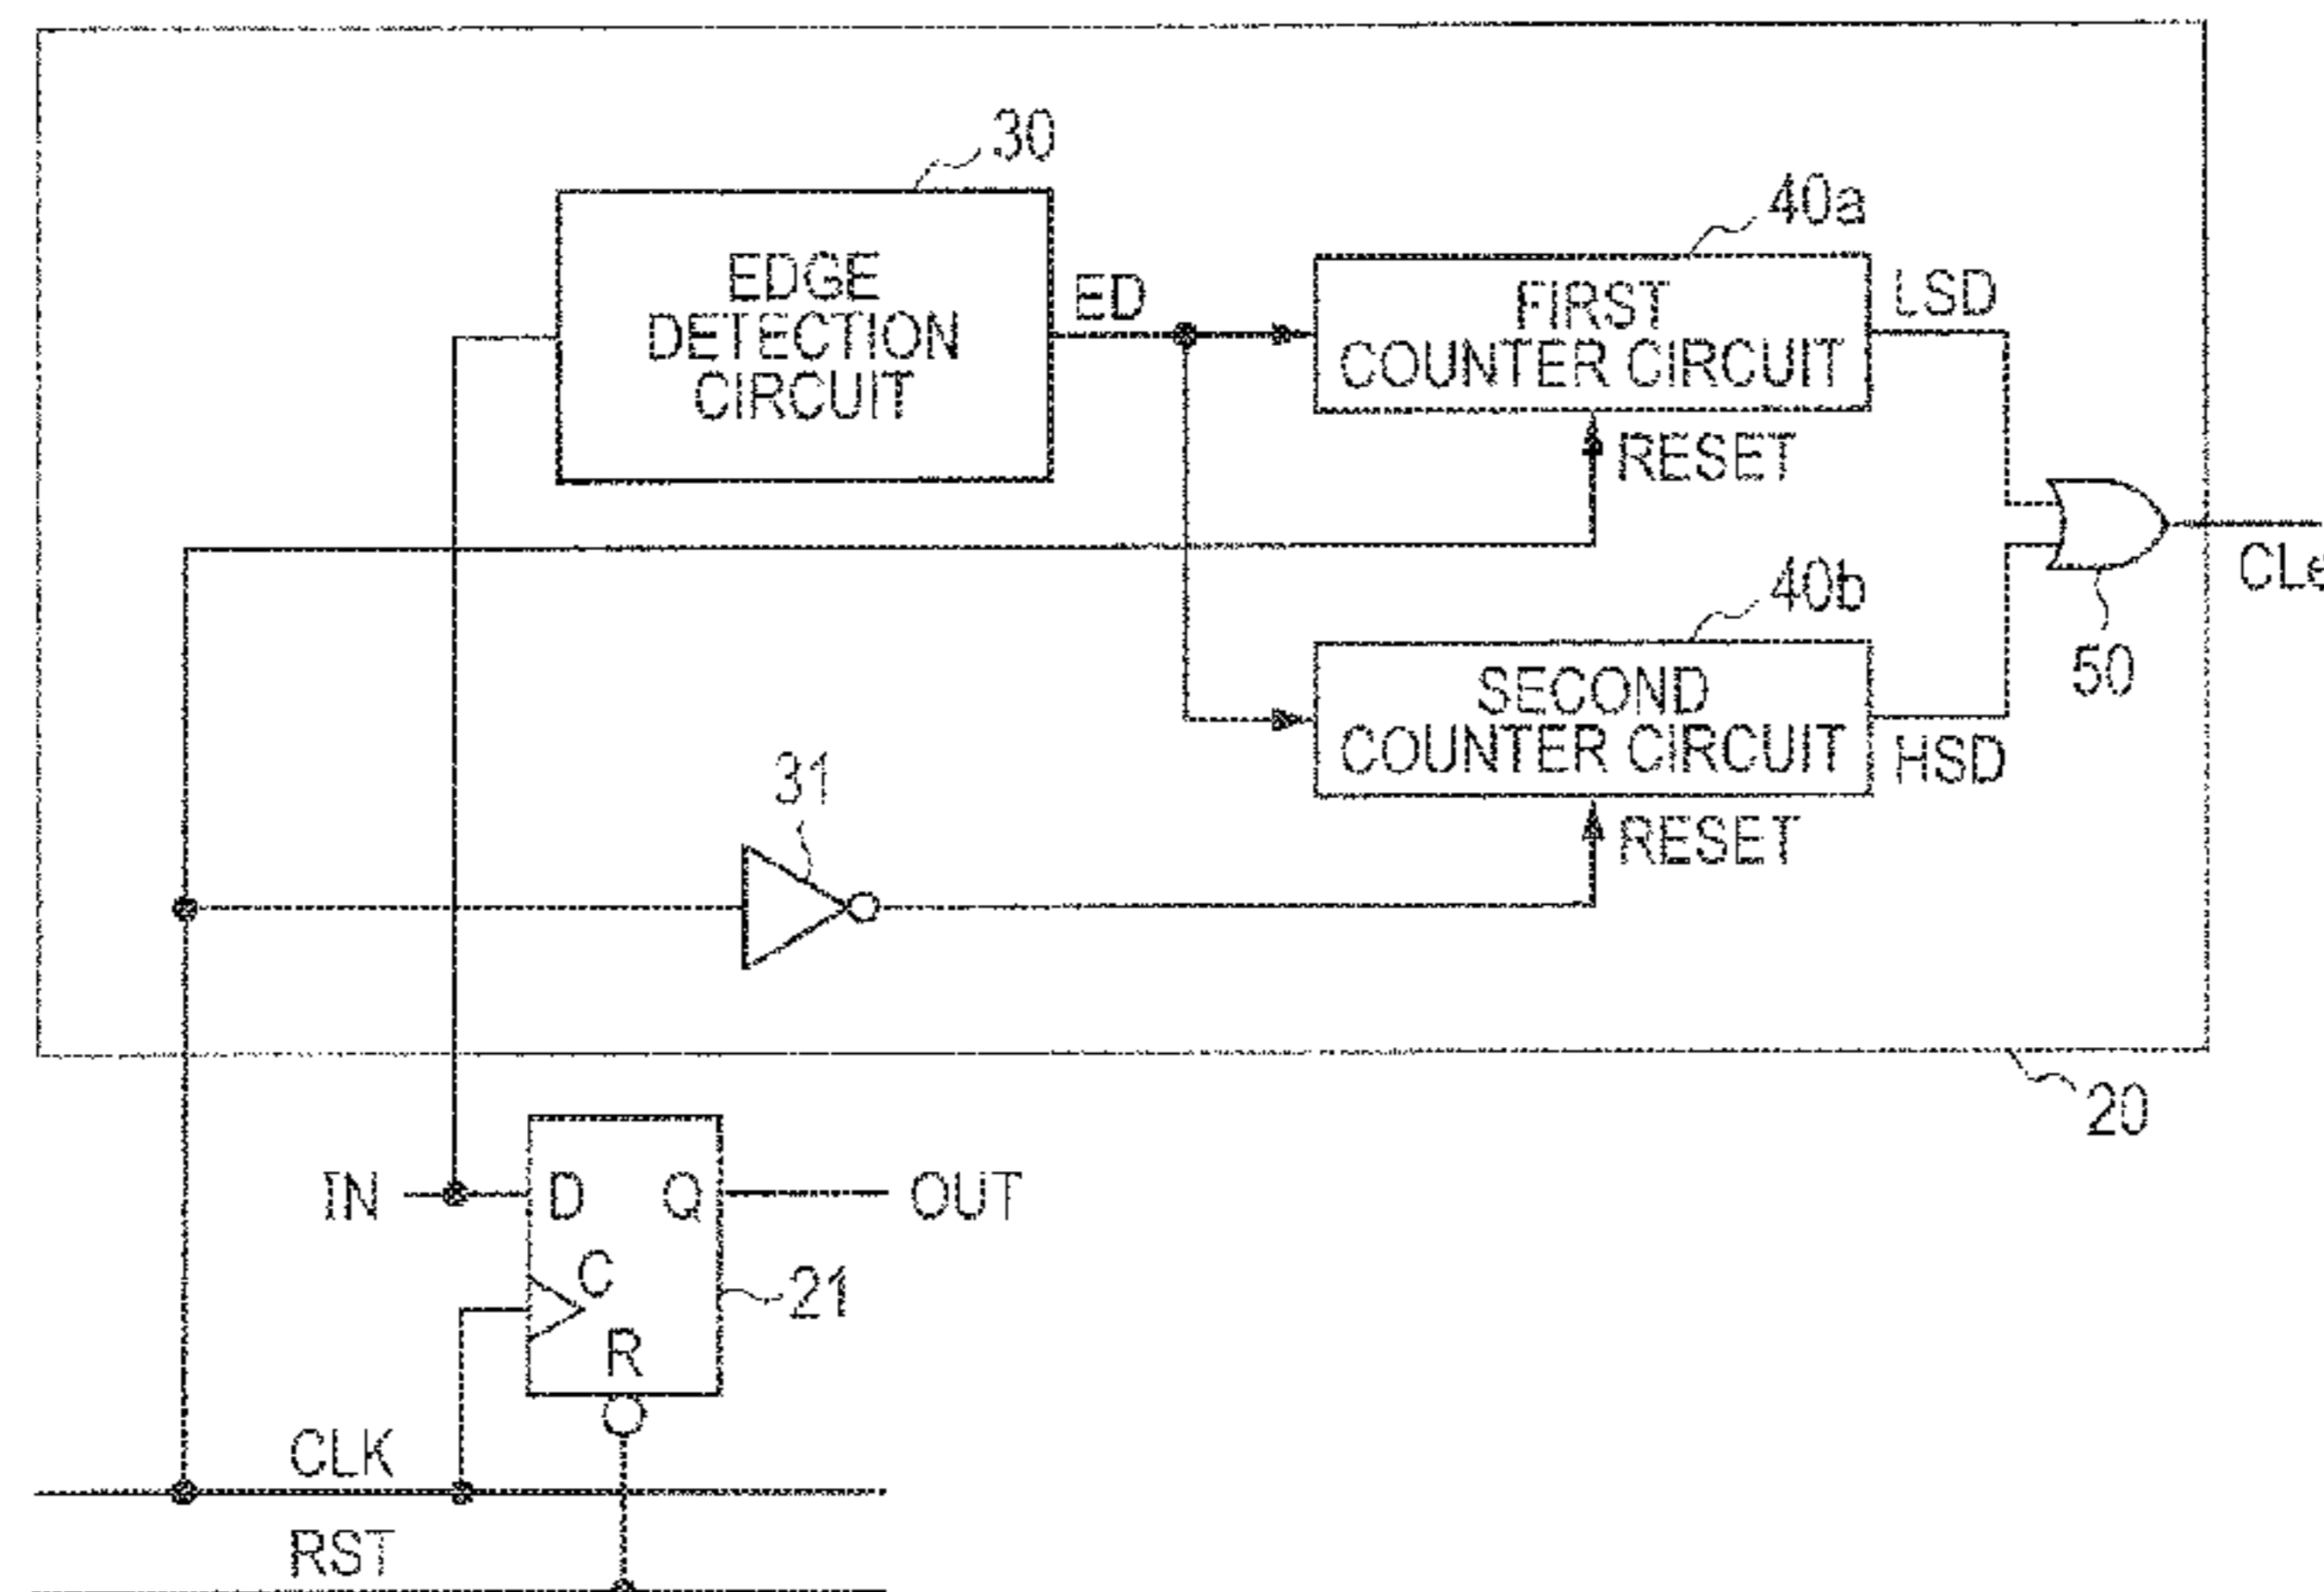 30
EDGE
DETECTION
CIRCUIT
ED
40a
FIRST
COUNTER CIRCUIT
LSD
RESET
40b
SECOND
COUNTER CIRCUIT
HSD
RESET
50
31
20
IN
D
Q
OUT
C
R
21
CLK
RST